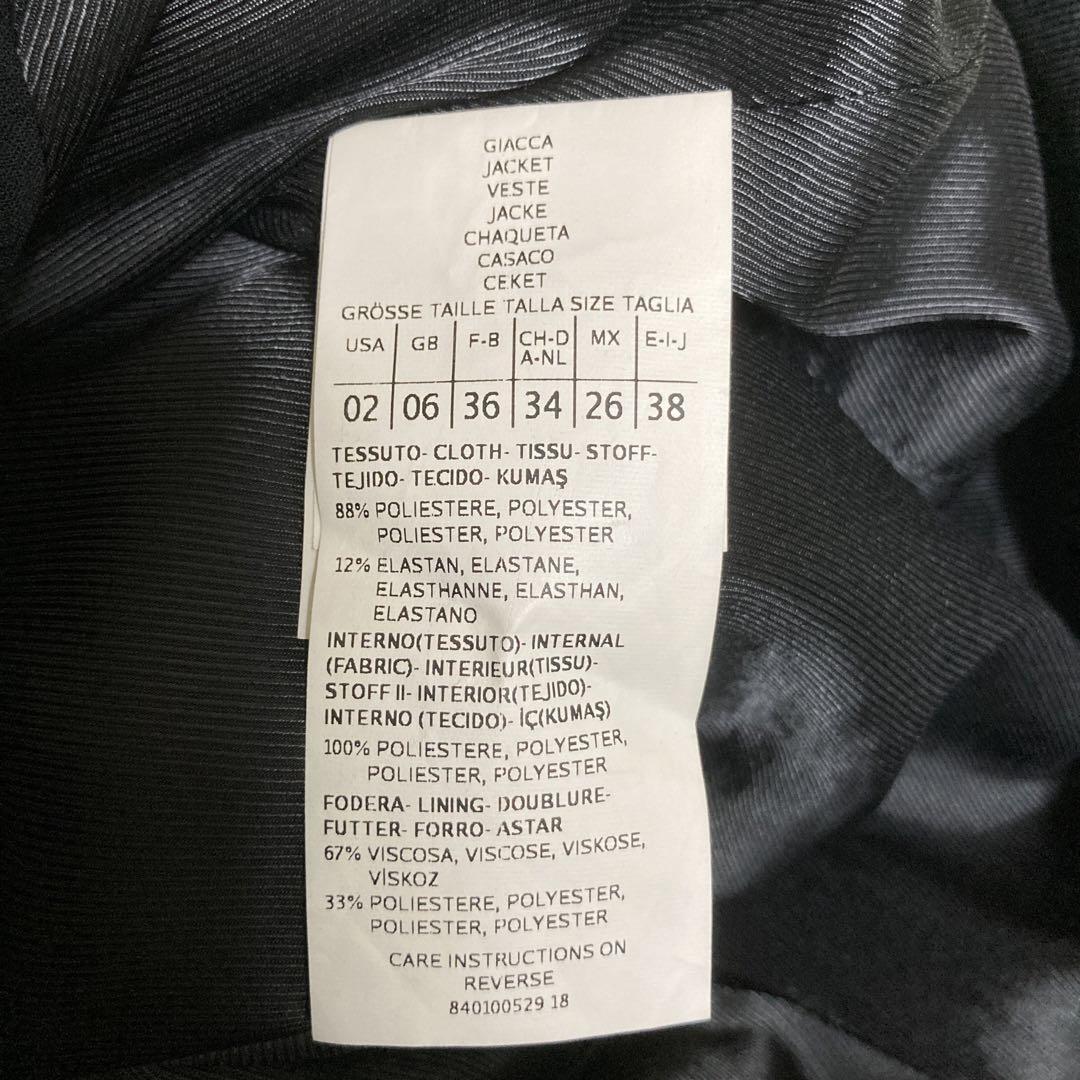 GIACCA
JACKET
VESTE
JACKE
CHAQUETA
CASACO
CEKET
GRÖSSE TAILLE TALLA SIZE TAGLIA
USA GB F-B CH-D MX E-I-J
A-NL
02 06 36 34 26 38
TESSUTO- CLOTH- TISSU- STOFF-
TEJIDO- TECIDO- KUMAŞ
88% POLIESTERE, POLYESTER,
POLIESTER, POLYESTER
12% ELASTAN, ELASTANE,
ELASTHANNE, ELASTHAN,
ELASTANO
INTERNO(TESSUTO)- INTERNAL
(FABRIC)- INTERIEUR(TISSU)-
STOFF II- INTERIOR(TEJIDO)-
INTERNO (TECIDO)- İÇ(KUMAŞ)
100% POLIESTERE, POLYESTER,
POLIESTER, POLYESTER
FODERA- LINING- DOUBLURE-
FUTTER- FORRO- ASTAR
67% VISCOSA, VISCOSE, VISKOSE,
VİSKOZ
33% POLIESTERE, POLYESTER,
POLIESTER, POLYESTER
CARE INSTRUCTIONS ON
REVERSE
840100529 18